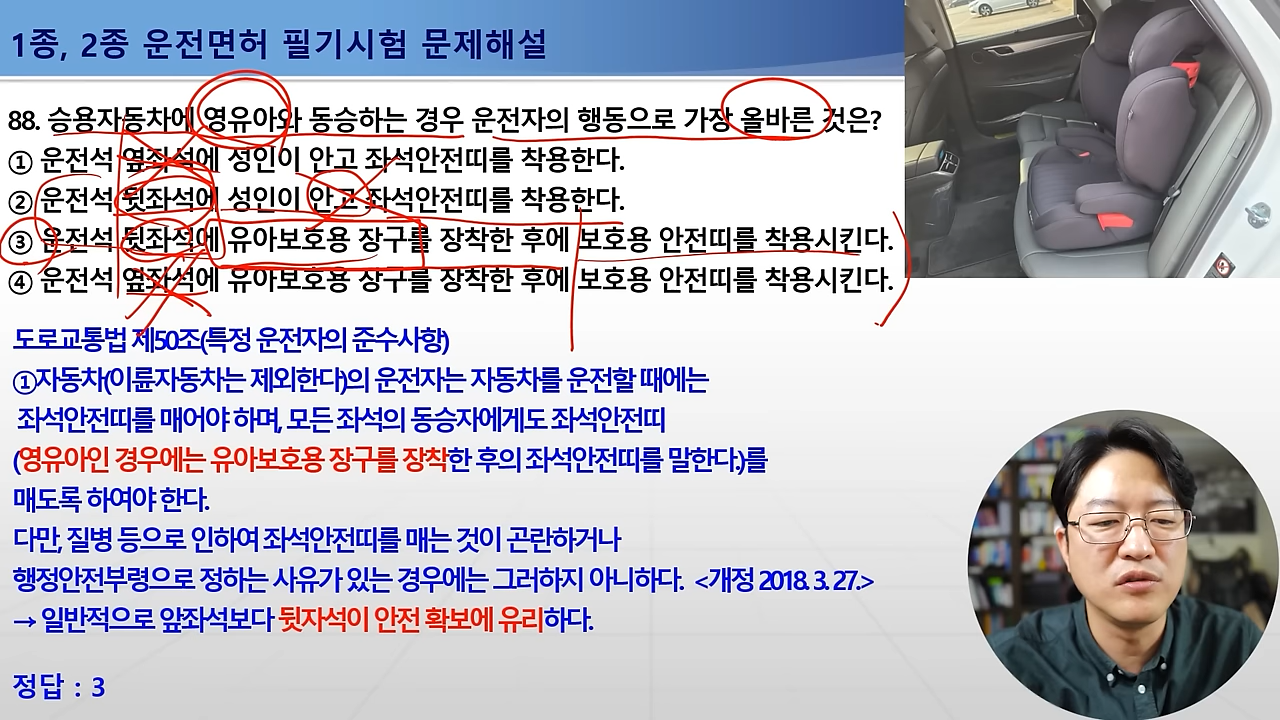 1종, 2종 운전면허 필기시험 문제해설
88. 승용자동차에 영유아와 동승하는 경우 운전자의 행동으로 가장 올바른 것은?
① 운전석 옆좌석에 성인이 안고 좌석안전띠를 착용한다.
② 운전석 뒷좌석에 성인이 안고 좌석안전띠를 착용한다.
③ 운전석 뒷좌석에 유아보호용 장구를 장착한 후에 보호용 안전띠를 착용시킨다.
④ 운전석 옆좌석에 유아보호용 장구를 장착한 후에 보호용 안전띠를 착용시킨다.
도로교통법 제50조(특정 운전자의 준수사항)
①자동차(이륜자동차는 제외한다)의 운전자는 자동차를 운전할 때에는
좌석안전띠를 매어야 하며, 모든 좌석의 동승자에게도 좌석안전띠
(영유아인 경우에는 유아보호용 장구를 장착한 후의 좌석안전띠를 말한다.)를
매도록 하여야 한다.
다만, 질병 등으로 인하여 좌석안전띠를 매는 것이 곤란하거나
행정안전부령으로 정하는 사유가 있는 경우에는 그러하지 아니하다. <개정 2018. 3. 27.>
→ 일반적으로 앞좌석보다 뒷자석이 안전 확보에 유리하다.
정답 : 3